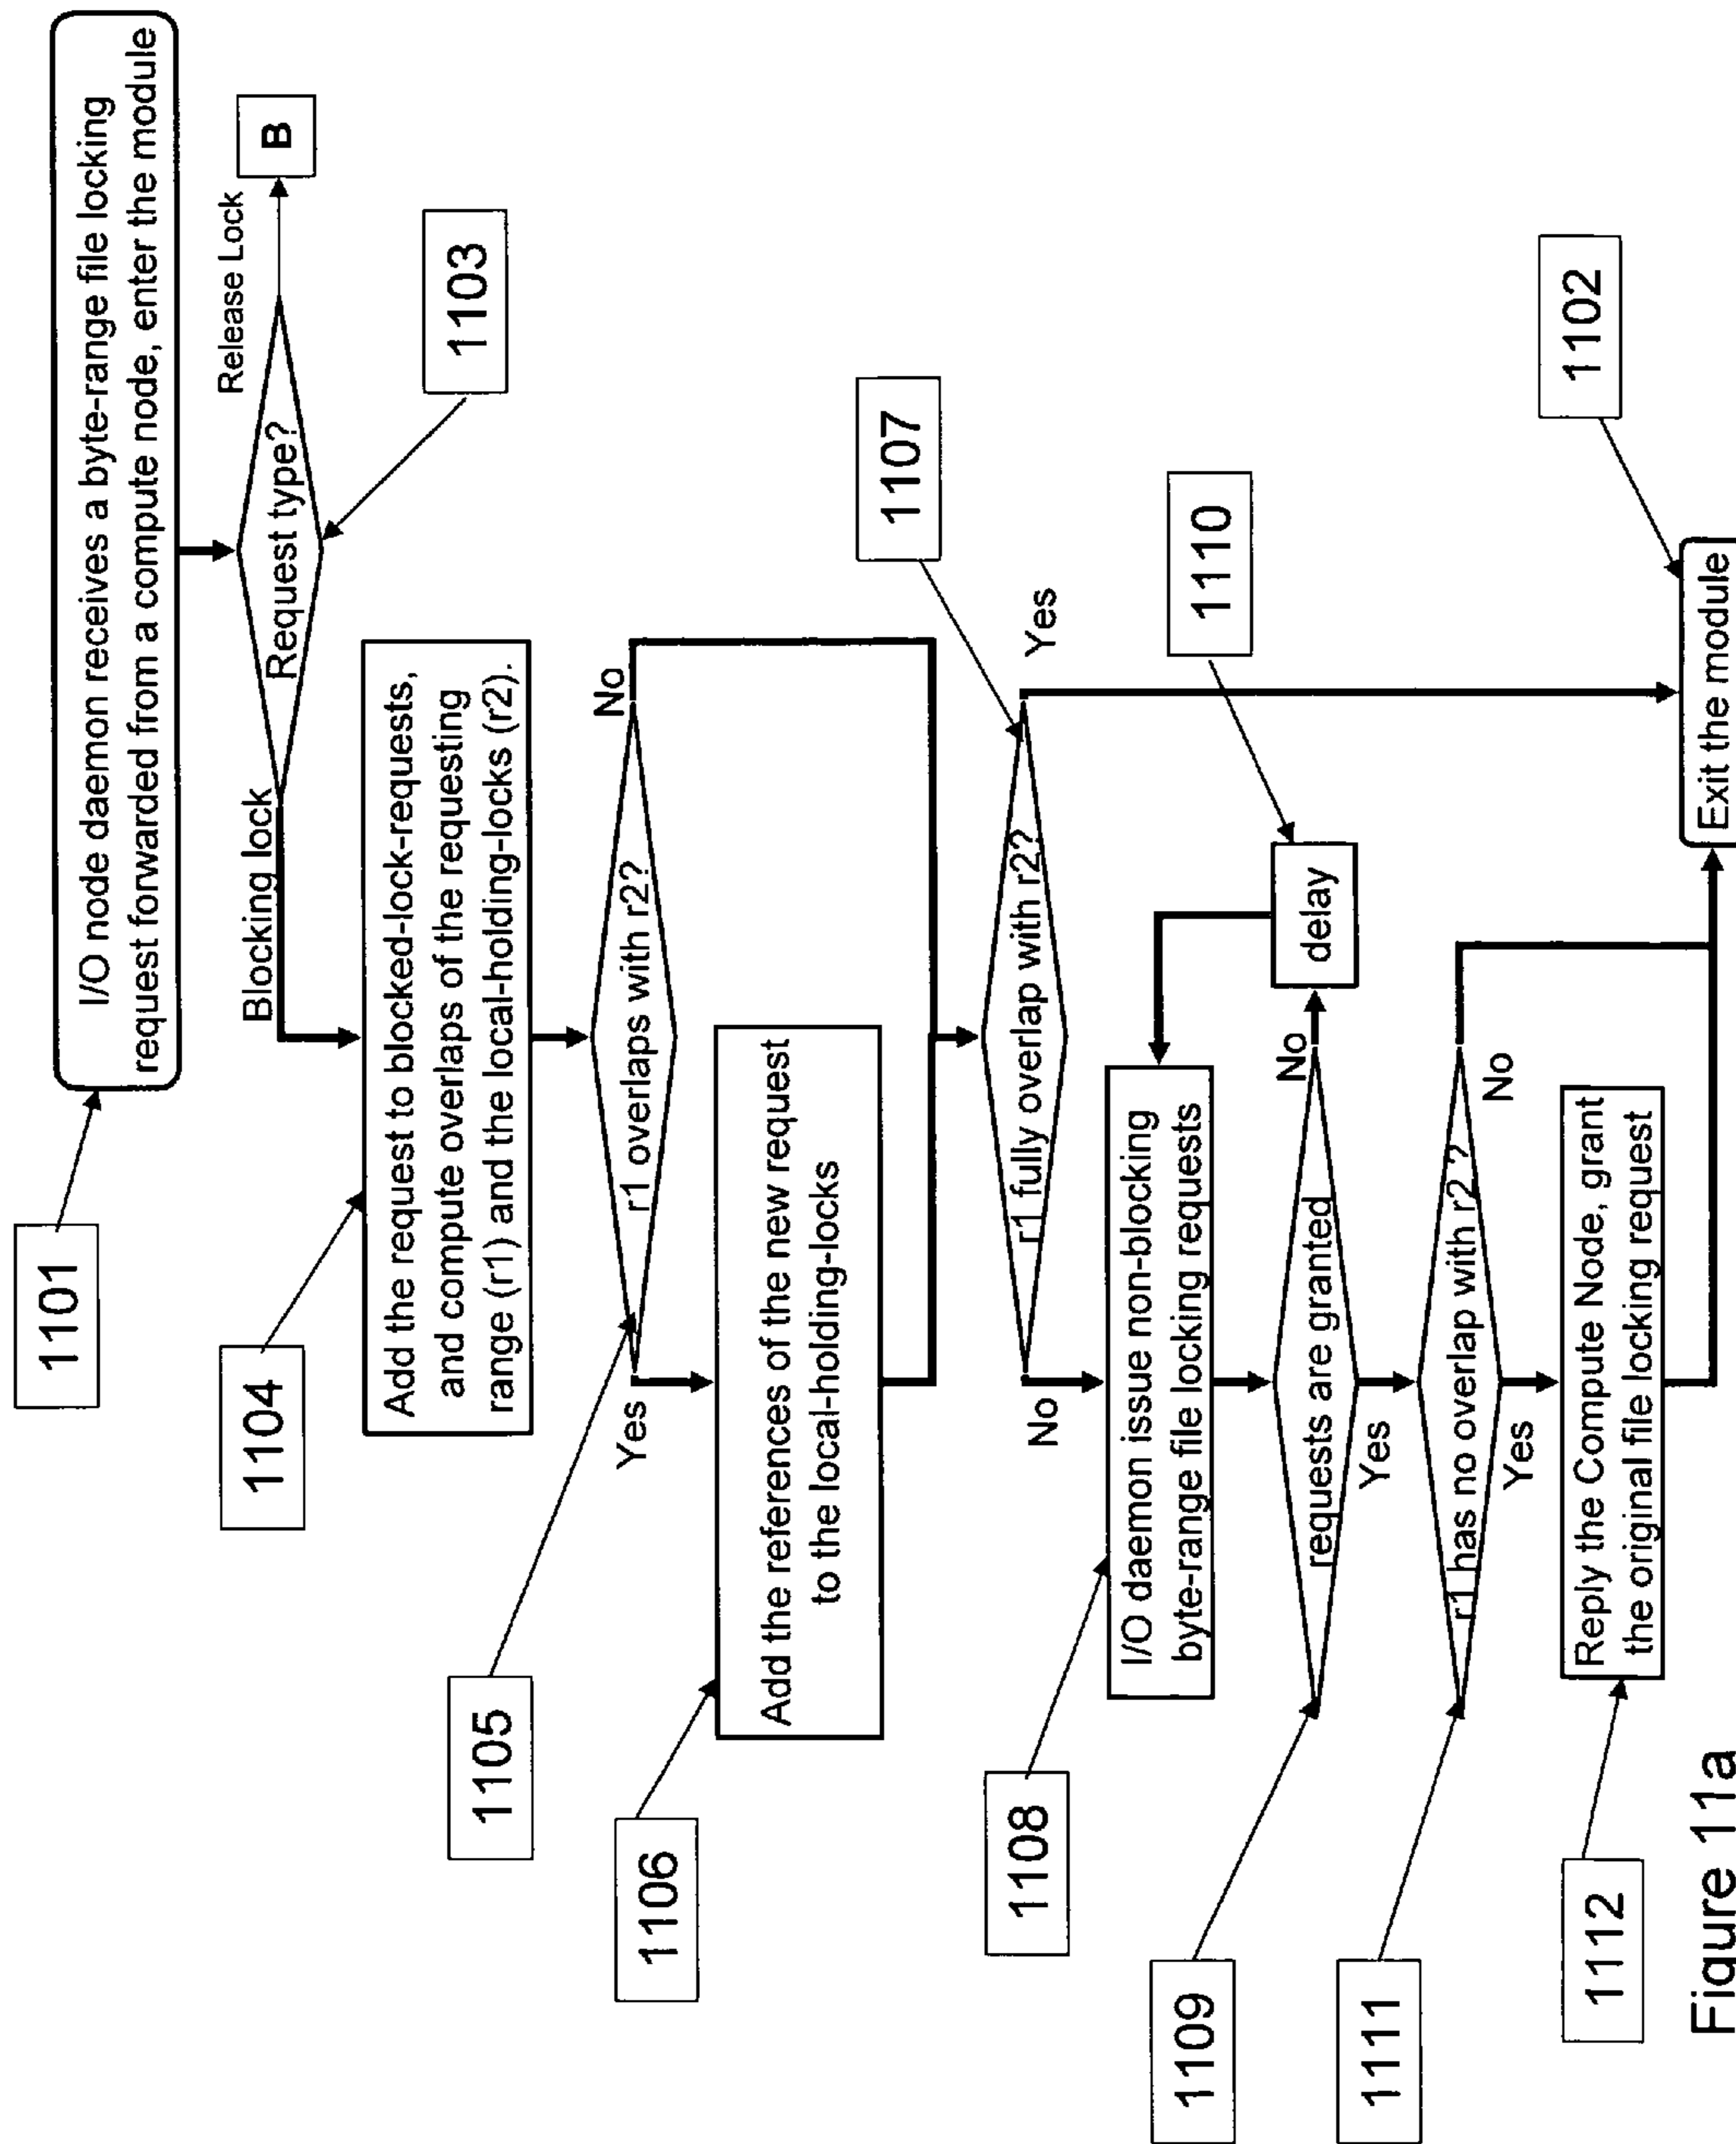 1101
I/O node daemon receives a byte-range file locking
request forwarded from a compute node, enter the module
Request type?
Release Lock
B
1103
Blocking lock
1104
Add the request to blocked-lock-requests,
and compute overlaps of the requesting
range (r1) and the local-holding-locks (r2).
1105
r1 overlaps with r2?
No
Yes
1106
Add the references of the new request
to the local-holding-locks
1107
r1 fully overlap with r2?
Yes
No
1108
I/O daemon issue non-blocking
byte-range file locking requests
delay
1110
1109
requests are granted
No
Yes
1111
r1 has no overlap with r2 ?
No
Yes
1112
Reply the Compute Node, grant
the original file locking request
Exit the module
1102
Figure 11a